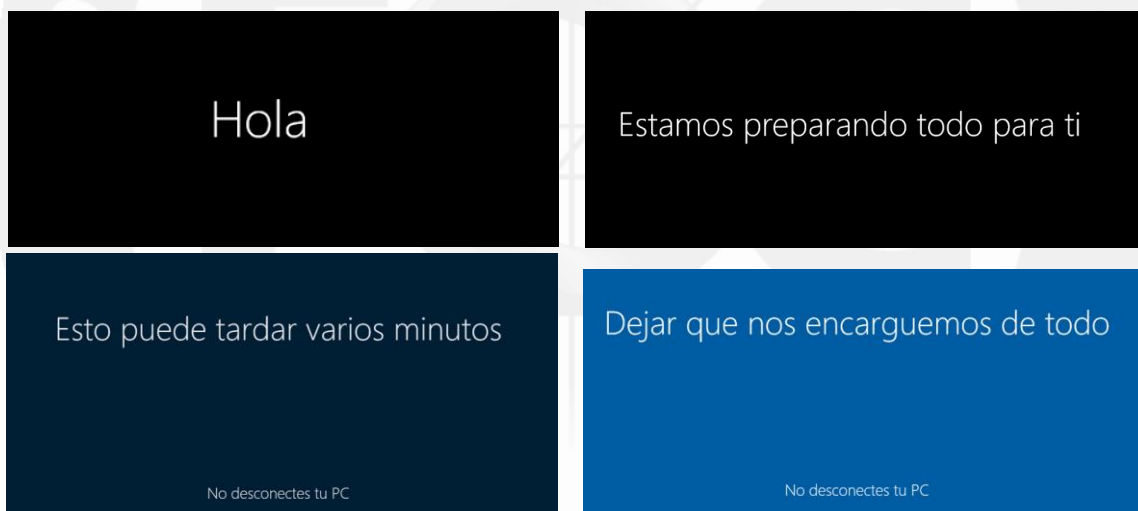 Hola
Estamos preparando todo para ti
Esto puede tardar varios minutos
No desconectes tu PC
Dejar que nos encarguemos de todo
No desconectes tu PC